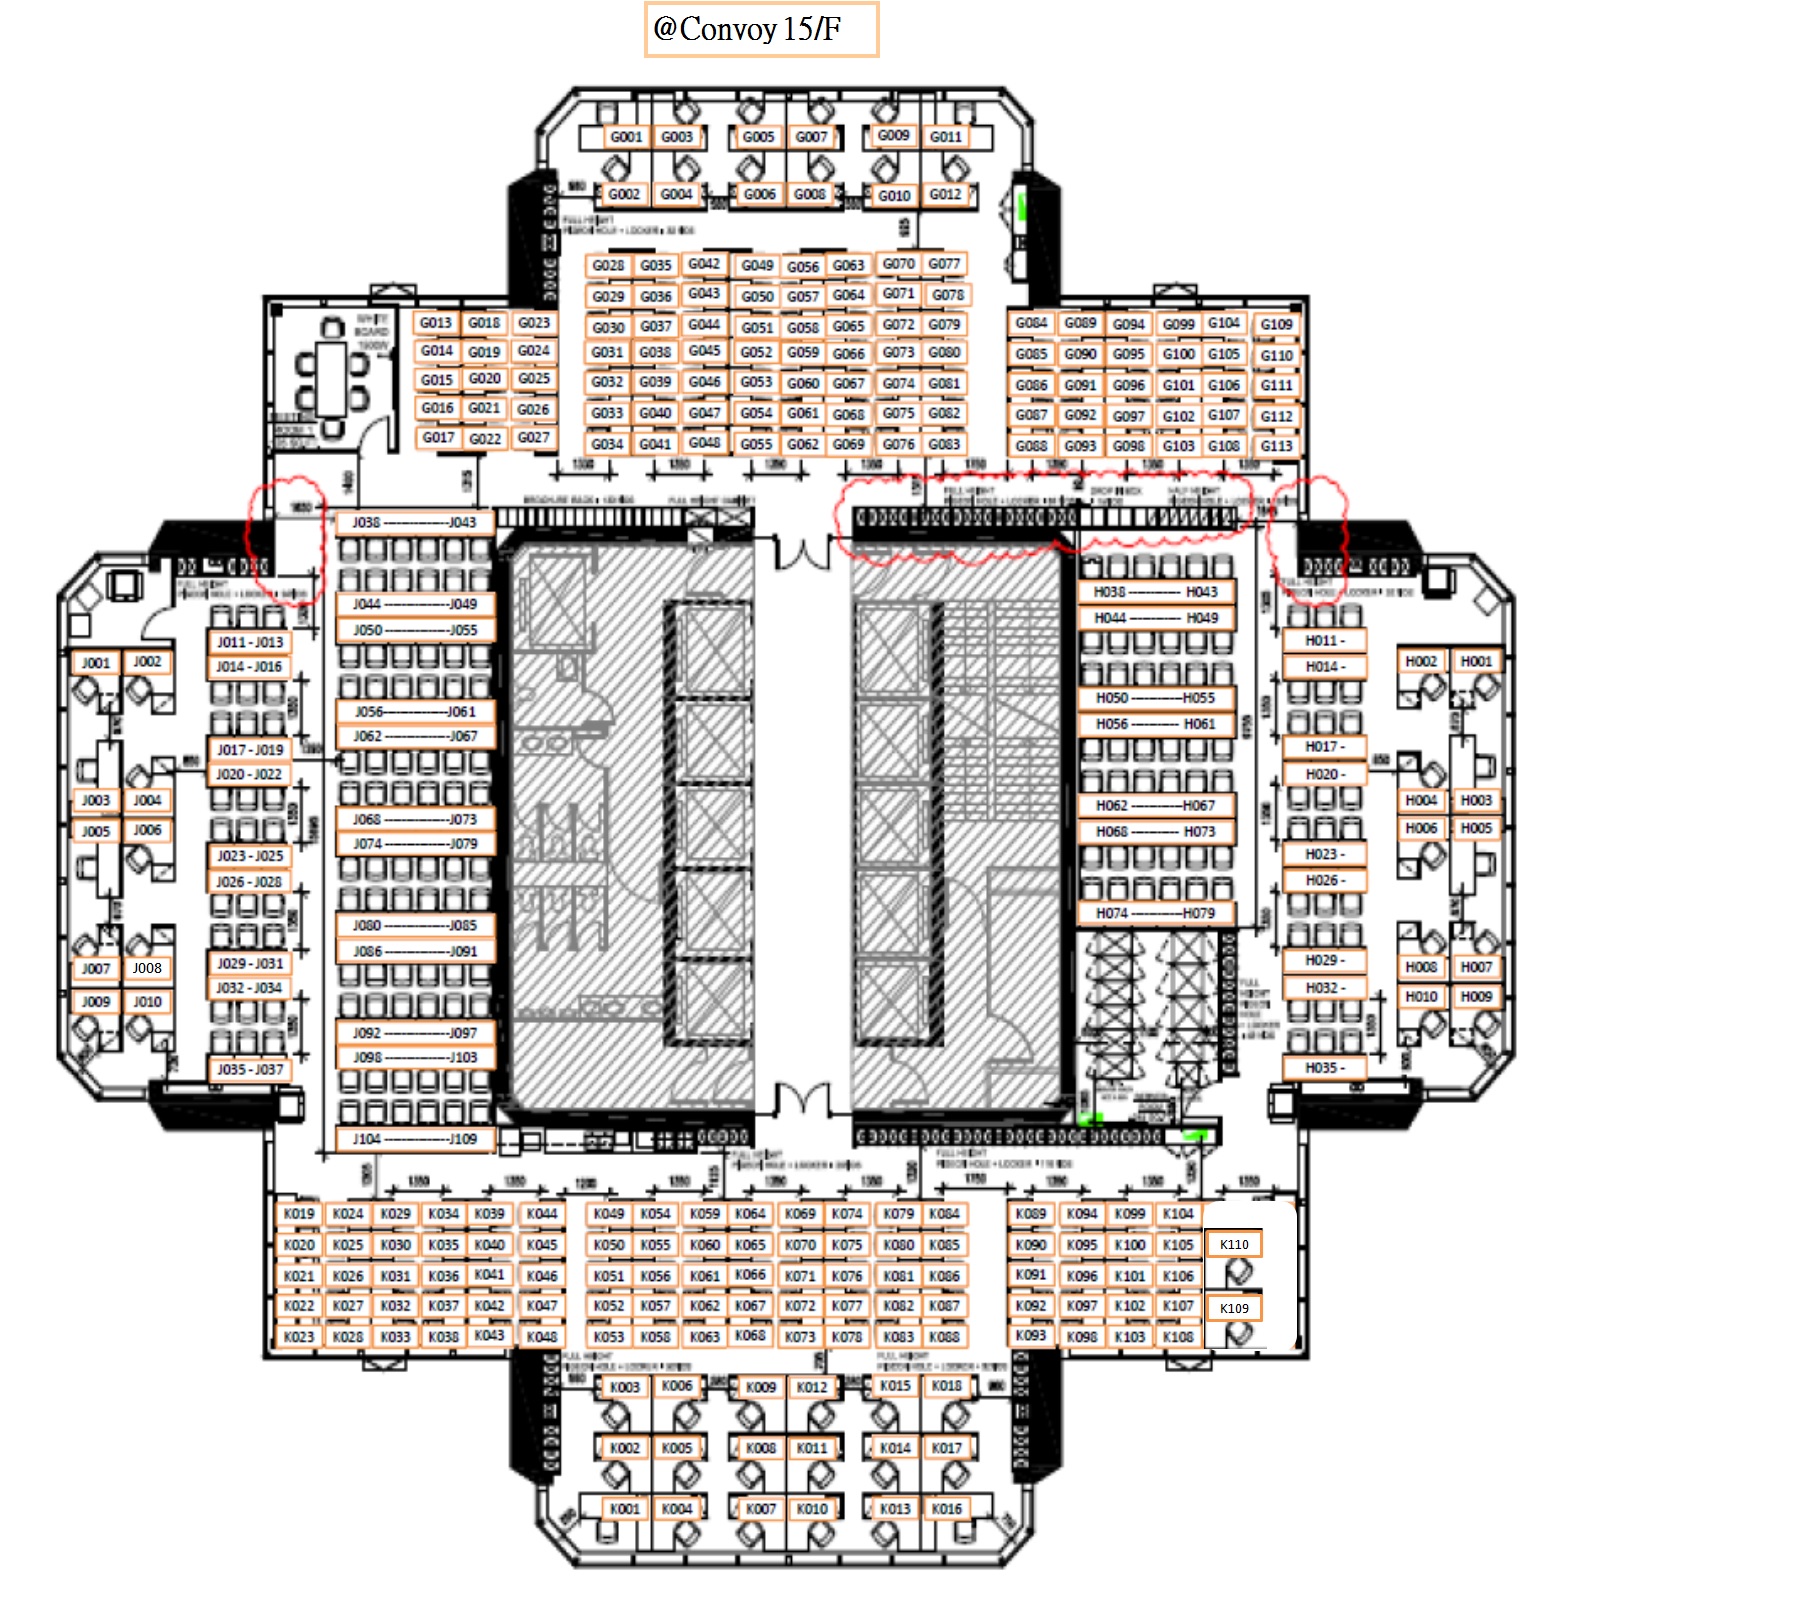 @Convoy 15/F
G001 G003 G005 G007 G009 G011
G002 G004 G006 G008 G010 G012
G028 G035 G042 G049 G056 G063 G070 G077
G029 G036 G043 G050 G057 G064 G071 G078
G030 G037 G044 G051 G058 G065 G072 G079
G031 G038 G045 G052 G059 G066 G073 G080
G032 G039 G046 G053 G060 G067 G074 G081
G033 G040 G047 G054 G061 G068 G075 G082
G034 G041 G048 G055 G062 G069 G076 G083
WHITE
BOARD
G013 G018 G023
G014 G019 G024
G015 G020 G025
G016 G021 G026
G017 G022 G027
G084 G089 G094 G099 G104 G109
G085 G090 G095 G100 G105 G110
G086 G091 G096 G101 G106 G111
G087 G092 G097 G102 G107 G112
G088 G093 G098 G103 G108 G113
J038 ----------------J043
J044 ----------------J049
J050 ----------------J055
J056----------------J061
J062 ----------------J067
J068 ----------------J073
J074 ----------------J079
J080 ----------------J085
J086 ----------------J091
J092 ----------------J097
J098 ----------------J103
J104 ----------------J109
J011 - J013
J014 - J016
J017 - J019
J020 - J022
J023 - J025
J026 - J028
J029 - J031
J032 - J034
J035 - J037
J001 J002
J003 J004
J005 J006
J007 J008
J009 J010
H038 ------------ H043
H044 ------------ H049
H050 ------------H055
H056 ------------ H061
H062 ------------H067
H068 ------------ H073
H074 ------------H079
H011 -
H014 -
H017 -
H020 -
H023 -
H026 -
H029 -
H032 -
H035 -
H002 H001
H004 H003
H006 H005
H008 H007
H010 H009
K019 K024 K029 K034 K039 K044
K020 K025 K030 K035 K040 K045
K021 K026 K031 K036 K041 K046
K022 K027 K032 K037 K042 K047
K023 K028 K033 K038 K043 K048
K049 K054 K059 K064 K069 K074 K079 K084
K050 K055 K060 K065 K070 K075 K080 K085
K051 K056 K061 K066 K071 K076 K081 K086
K052 K057 K062 K067 K072 K077 K082 K087
K053 K058 K063 K068 K073 K078 K083 K088
K089 K094 K099 K104
K090 K095 K100 K105 K110
K091 K096 K101 K106
K092 K097 K102 K107 K109
K093 K098 K103 K108
K003 K006 K009 K012 K015 K018
K002 K005 K008 K011 K014 K017
K001 K004 K007 K010 K013 K016